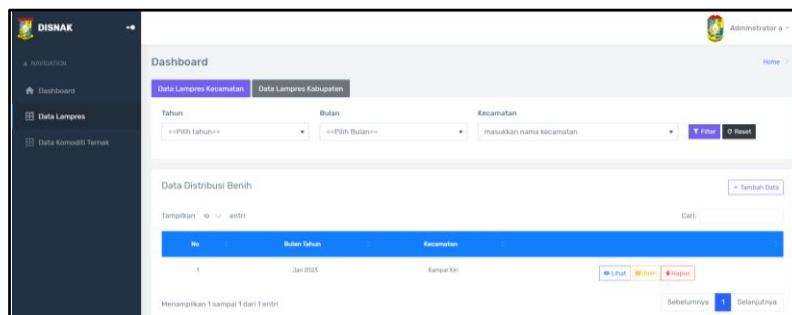 DISNAK
Adminstrator a
NAVIGATION
Dashboard
Data Lampres
Data Komoditi Ternak
Dashboard
Home
Data Lampres Kecamatan Data Lampres Kabupaten
Tahun Bulan Kecamatan
==Pilih tahun== ==Pilih Bulan== masukkan nama kecamatan Filter Reset
Data Distribusi Benih
+ Tambah Data
Tampilkan 10 entri Cari:
No Bulan Tahun Kecamatan
1 Jan 2023 Kampar Kiri Lihat Ubah Hapus
Menampilkan 1 sampai 1 dari 1 entri
Sebelumnya 1 Selanjutnya